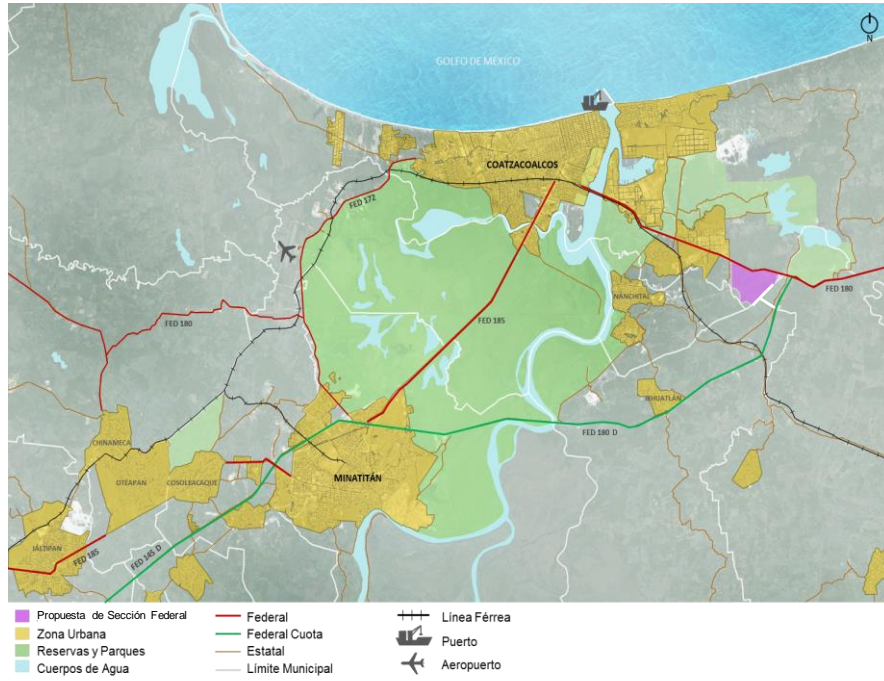 N
GOLFO DE MÉXICO
COATZACOALCOS
FED 172
NANCHITAL
FED 180
FED 180
FED 185
IXHUATLÁN
CHINAMECA
FED 180 D
OTEAPAN
COSOLEACAQUE
MINATITÁN
JÁLTIPAN
FED 185
FED 145 D
Propuesta de Sección Federal
Zona Urbana
Reservas y Parques
Cuerpos de Agua
Federal
Federal Cuota
Estatal
Límite Municipal
Línea Férrea
Puerto
Aeropuerto